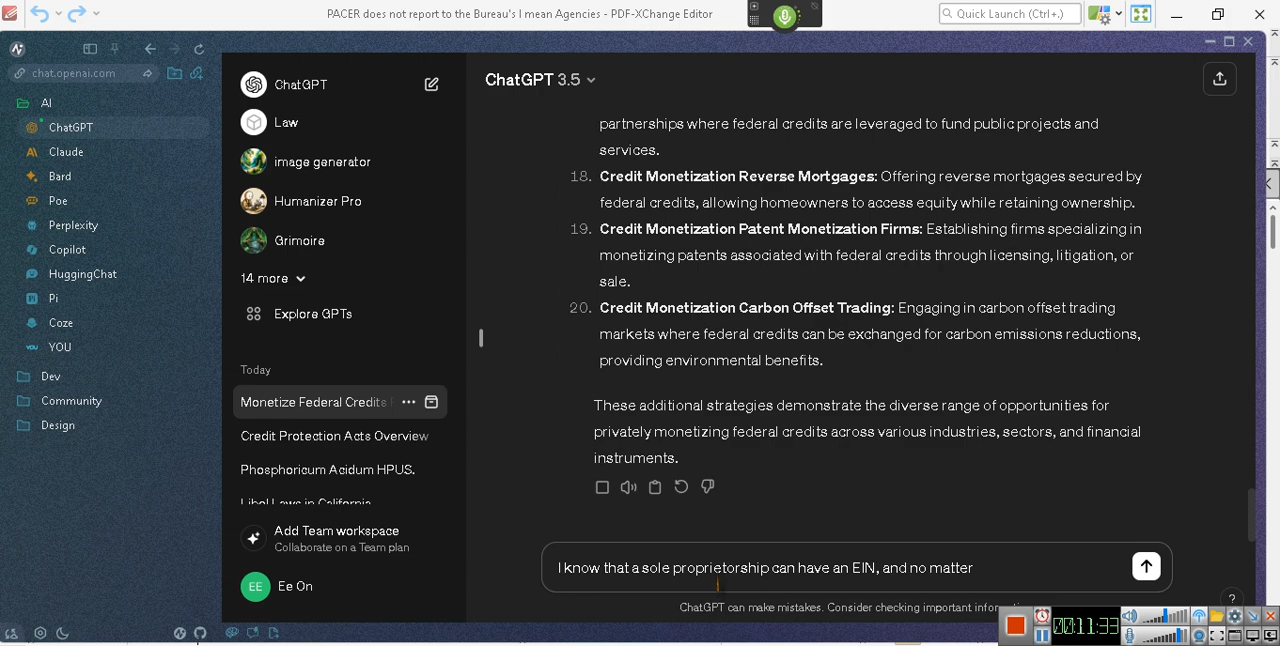 PACER does not report to the Bureau's I mean Agencies - PDF-XChange Editor
Quick Launch (Ctrl+.)
chat.openai.com
AI
ChatGPT
Claude
Bard
Poe
Perplexity
Copilot
HuggingChat
Pi
Coze
YOU
Dev
Community
Design
ChatGPT
Law
image generator
Humanizer Pro
Grimoire
14 more
Explore GPTs
Today
Monetize Federal Credits
Credit Protection Acts Overview
Phosphoricum Acidum HPUS.
Libel Laws in California
Add Team workspace
Collaborate on a Team plan
EE
Ee On
ChatGPT 3.5
partnerships where federal credits are leveraged to fund public projects and
services.
18. Credit Monetization Reverse Mortgages: Offering reverse mortgages secured by
federal credits, allowing homeowners to access equity while retaining ownership.
19. Credit Monetization Patent Monetization Firms: Establishing firms specializing in
monetizing patents associated with federal credits through licensing, litigation, or
sale.
20. Credit Monetization Carbon Offset Trading: Engaging in carbon offset trading
markets where federal credits can be exchanged for carbon emissions reductions,
providing environmental benefits.
These additional strategies demonstrate the diverse range of opportunities for
privately monetizing federal credits across various industries, sectors, and financial
instruments.
I know that a sole proprietorship can have an EIN, and no matter
ChatGPT can make mistakes. Consider checking important
?
00:11:33